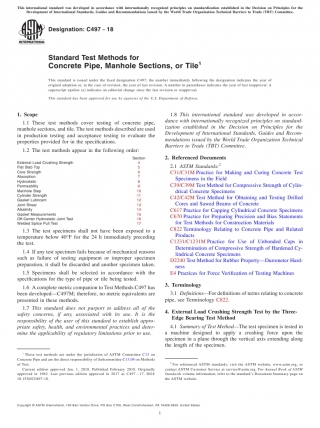 This international standard was developed in accordance with internationally recognized principles on standardization established in the Decision on Principles for the
Development of International Standards, Guides and Recommendations issued by the World Trade Organization Technical Barriers to Trade (TBT) Committee.
Designation: C497 − 18
Standard Test Methods for
Concrete Pipe, Manhole Sections, or Tile1
This standard is issued under the fixed designation C497; the number immediately following the designation indicates the year of
original adoption or, in the case of revision, the year of last revision. A number in parentheses indicates the year of last reapproval. A
superscript epsilon (ε) indicates an editorial change since the last revision or reapproval.
This standard has been approved for use by agencies of the U.S. Department of Defense.
1. Scope
1.1 These test methods cover testing of concrete pipe,
manhole sections, and tile. The test methods described are used
in production testing and acceptance testing to evaluate the
properties provided for in the specifications.
1.2 The test methods appear in the following order:
Section
External Load Crushing Strength 4
Flat Slab Top 5
Core Strength 6
Absorption 7
Hydrostatic 8
Permeability 9
Manhole Step 10
Cylinder Strength 11
Gasket Lubricant 12
Joint Shear 13
Alkalinity 14
Gasket Measurements 15
Off-Center Hydrostatic Joint Test 16
Wetted Splice Pull Test 17
1.3 The test specimens shall not have been exposed to a
temperature below 40°F for the 24 h immediately preceding
the test.
1.4 If any test specimen fails because of mechanical reasons
such as failure of testing equipment or improper specimen
preparation, it shall be discarded and another specimen taken.
1.5 Specimens shall be selected in accordance with the
specifications for the type of pipe or tile being tested.
1.6 A complete metric companion to Test Methods C497 has
been developed—C497M; therefore, no metric equivalents are
presented in these methods.
1.7 This standard does not purport to address all of the
safety concerns, if any, associated with its use. It is the
responsibility of the user of this standard to establish appro-
priate safety, health, and environmental practices and deter-
mine the applicability of regulatory limitations prior to use.
1 These test methods are under the jurisdiction of ASTM Committee C13 on
Concrete Pipe and are the direct responsibility of Subcommittee C13.09 on Methods
of Test.
Current edition approved Jan. 1, 2018. Published February 2018. Originally
approved in 1962. Last previous edition approved in 2017 as C497 – 17. DOI:
10.1520/C0497-18.
1.8 This international standard was developed in accor-
dance with internationally recognized principles on standard-
ization established in the Decision on Principles for the
Development of International Standards, Guides and Recom-
mendations issued by the World Trade Organization Technical
Barriers to Trade (TBT) Committee.
2. Referenced Documents
2.1 ASTM Standards:2
C31/C31M Practice for Making and Curing Concrete Test
Specimens in the Field
C39/C39M Test Method for Compressive Strength of Cylin-
drical Concrete Specimens
C42/C42M Test Method for Obtaining and Testing Drilled
Cores and Sawed Beams of Concrete
C617 Practice for Capping Cylindrical Concrete Specimens
C670 Practice for Preparing Precision and Bias Statements
for Test Methods for Construction Materials
C822 Terminology Relating to Concrete Pipe and Related
Products
C1231/C1231M Practice for Use of Unbonded Caps in
Determination of Compressive Strength of Hardened Cy-
lindrical Concrete Specimens
D2240 Test Method for Rubber Property—Durometer Hard-
ness
E4 Practices for Force Verification of Testing Machines
3. Terminology
3.1 Definitions—For definitions of terms relating to concrete
pipe, see Terminology C822.
4. External Load Crushing Strength Test by the Three-
Edge Bearing Test Method
4.1 Summary of Test Method—The test specimen is tested in
a machine designed to apply a crushing force upon the
specimen in a plane through the vertical axis extending along
the length of the specimen.
2 For referenced ASTM standards, visit the ASTM website, www.astm.org, or
contact ASTM Customer Service at service@astm.org. For Annual Book of ASTM
Standards volume information, refer to the standard's Document Summary page on
the ASTM website.
Copyright © ASTM International, 100 Barr Harbor Drive, PO Box C700, West Conshohocken, PA 19428-2959. United States
1